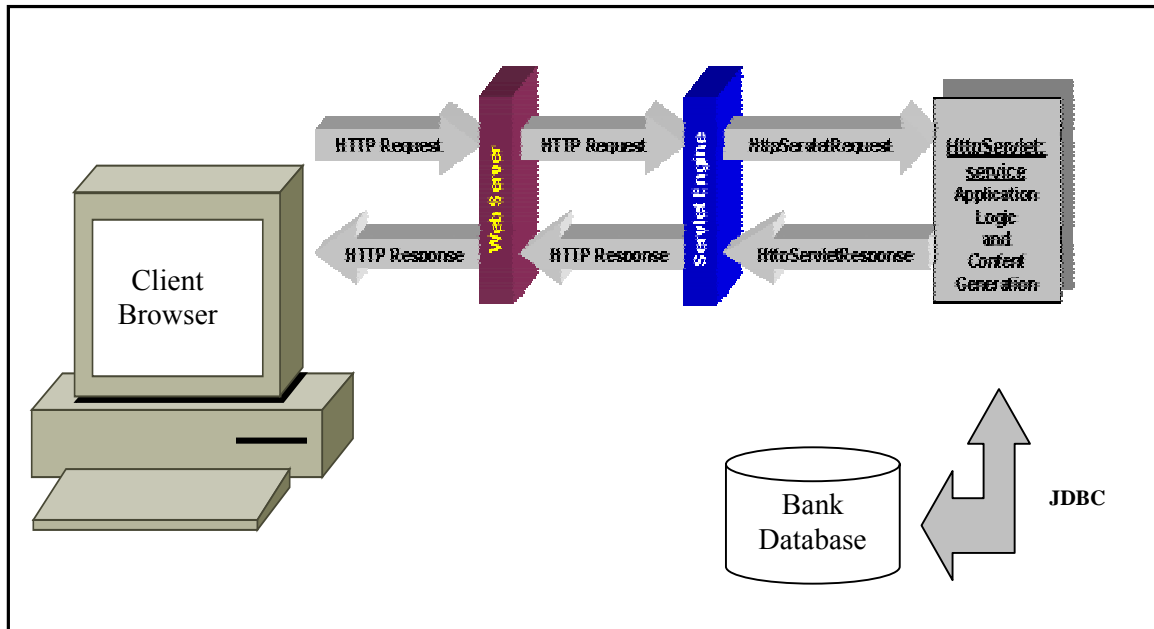 HTTP Request
HTTP Request
HttpServletRequest
HTTP Response
HTTP Response
HttpServletResponse
Web Server
Servlet Engine
HttpServlet:
service
Application
Logic
and
Content
Generation
Client
Browser
Bank
Database
JDBC